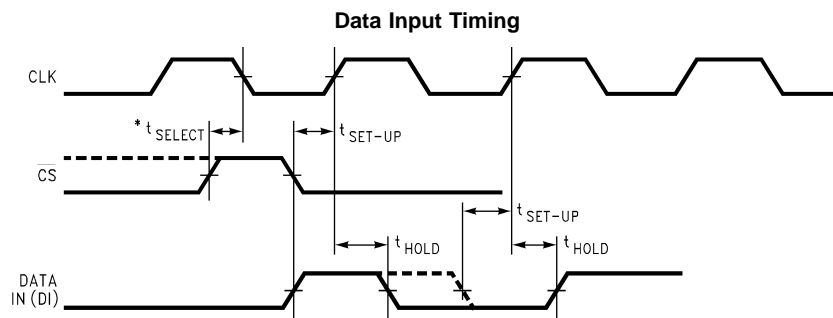 Data Input Timing
CLK
* tSELECT
tSET-UP
CS
tSET-UP
tHOLD
tHOLD
DATA
IN (DI)